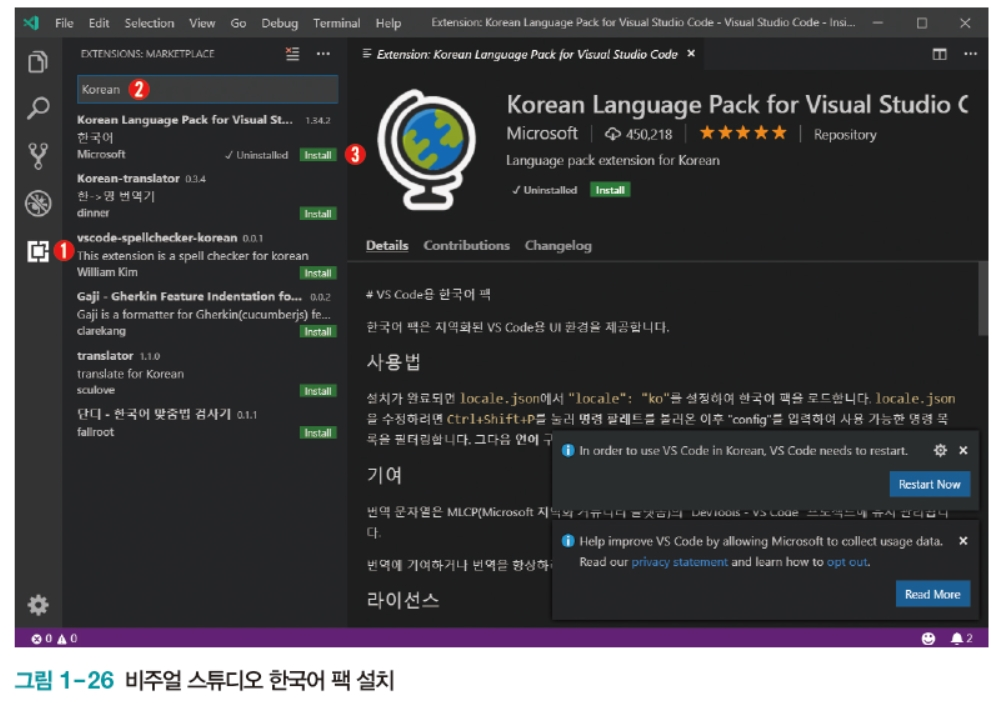 File Edit Selection View Go Debug Terminal Help Extension: Korean Language Pack for Visual Studio Code - Visual Studio Code - Insi...
EXTENSIONS: MARKETPLACE
Korean 2
Korean Language Pack for Visual St... 1.34.2
한국어
Microsoft ✓ Uninstalled Install 3
Korean-translator 0.3.4
한->영 번역기
dinner Install
1
vscode-spellchecker-korean 0.0.1
This extension is a spell checker for korean
William Kim Install
Gaji - Gherkin Feature Indentation fo... 0.0.2
Gaji is a formatter for Gherkin(cucumberjs) fe...
clarekang Install
translator 1.1.0
translate for Korean
sculove Install
단디 - 한국어 맞춤법 검사기 0.1.1
fallroot Install
Extension: Korean Language Pack for Visual Studio Code ×
Korean Language Pack for Visual Studio C
Microsoft 450,218 ★★★★★ Repository
Language pack extension for Korean
✓ Uninstalled Install
Details Contributions Changelog
# VS Code용 한국어 팩
한국어 팩은 지역화된 VS Code용 UI 환경을 제공합니다.
사용법
설치가 완료되면 locale.json에서 "locale": "ko"를 설정하여 한국어 팩을 로드합니다. locale.json
을 수정하려면 Ctrl+Shift+P를 눌러 명령 팔레트를 불러온 이후 "config"를 입력하여 사용 가능한 명령 목
록을 필터링합니다. 그다음 언어 구
기여
번역 문자열은 MLCP(Microsoft 지역화 커뮤니티 플랫폼)의 "DevTools - VS Code" 프로젝트에 유지 관리됩니
다.
번역에 기여하거나 번역을 향상하
라이선스
In order to use VS Code in Korean, VS Code needs to restart.
Restart Now
Help improve VS Code by allowing Microsoft to collect usage data.
Read our privacy statement and learn how to opt out.
Read More
0 0 2
그림 1-26 비주얼 스튜디오 한국어 팩 설치